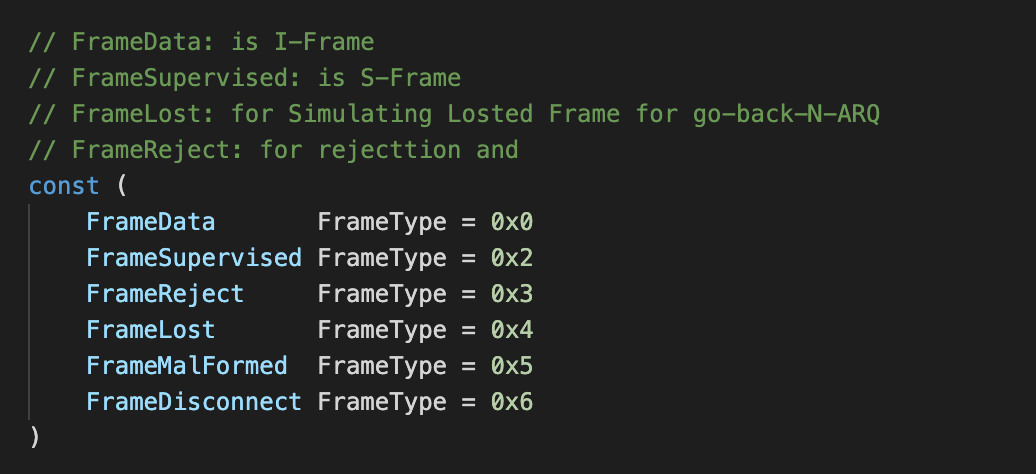 // FrameData: is I-Frame
// FrameSupervised: is S-Frame
// FrameLost: for Simulating Losted Frame for go-back-N-ARQ
// FrameReject: for rejecttion and
const (
    FrameData       FrameType = 0x0
    FrameSupervised FrameType = 0x2
    FrameReject     FrameType = 0x3
    FrameLost       FrameType = 0x4
    FrameMalFormed  FrameType = 0x5
    FrameDisconnect FrameType = 0x6
)